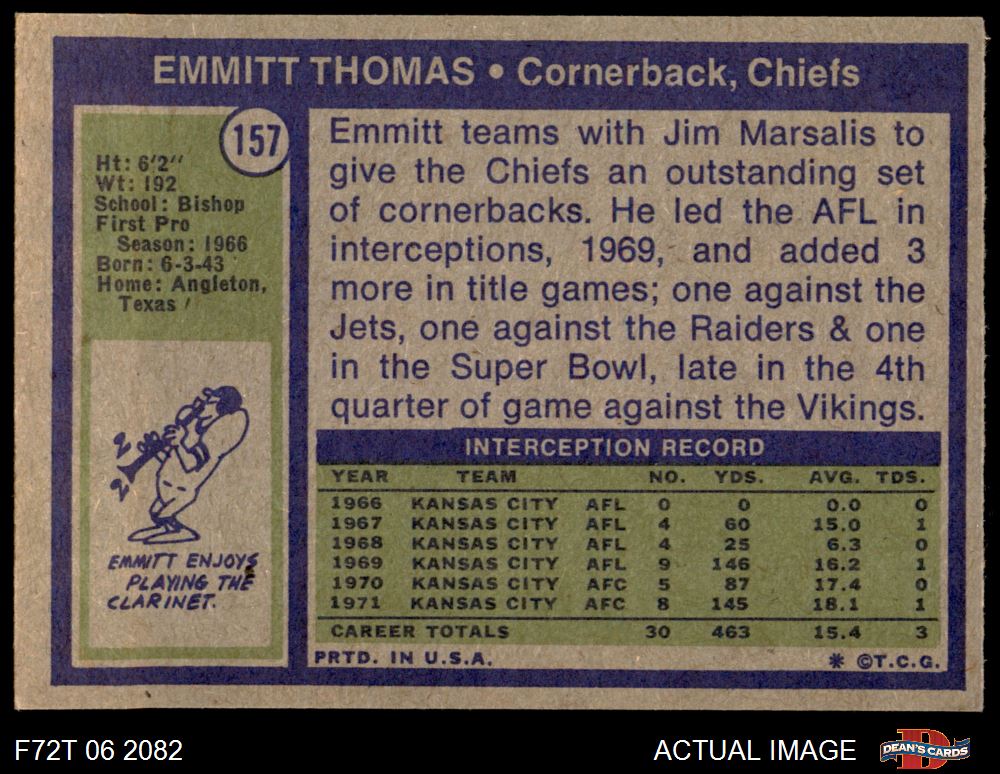 EMMITT THOMAS • Cornerback, Chiefs
157
Ht: 6'2''
Wt: 192
School: Bishop
First Pro
Season: 1966
Born: 6-3-43
Home: Angleton,
Texas
2
2
EMMITT ENJOYS
PLAYING THE
CLARINET.
Emmitt teams with Jim Marsalis to
give the Chiefs an outstanding set
of cornerbacks. He led the AFL in
interceptions, 1969, and added 3
more in title games; one against the
Jets, one against the Raiders & one
in the Super Bowl, late in the 4th
quarter of game against the Vikings.
INTERCEPTION RECORD
YEAR TEAM NO. YDS. AVG. TDS.
1966 KANSAS CITY AFL 0 0 0.0 0
1967 KANSAS CITY AFL 4 60 15.0 1
1968 KANSAS CITY AFL 4 25 6.3 0
1969 KANSAS CITY AFL 9 146 16.2 1
1970 KANSAS CITY AFC 5 87 17.4 0
1971 KANSAS CITY AFC 8 145 18.1 1
CAREER TOTALS 30 463 15.4 3
PRTD. IN U.S.A. * ©T.C.G.
F72T 06 2082 ACTUAL IMAGE D DEAN'S CARDS